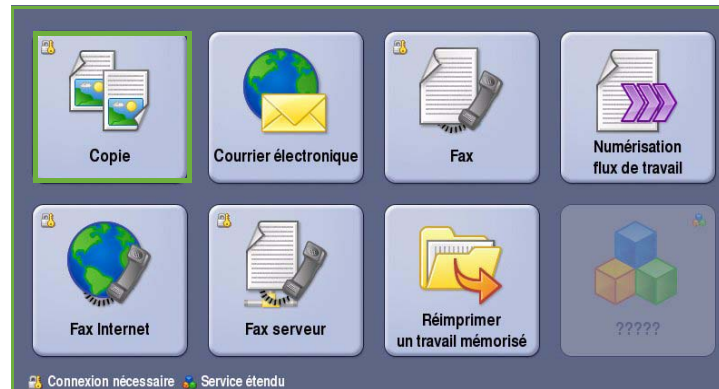 Copie
Courrier électronique
Fax
Numérisation
flux de travail
Fax Internet
Fax serveur
Réimprimer
un travail mémorisé
?????
Connexion nécessaire
Service étendu